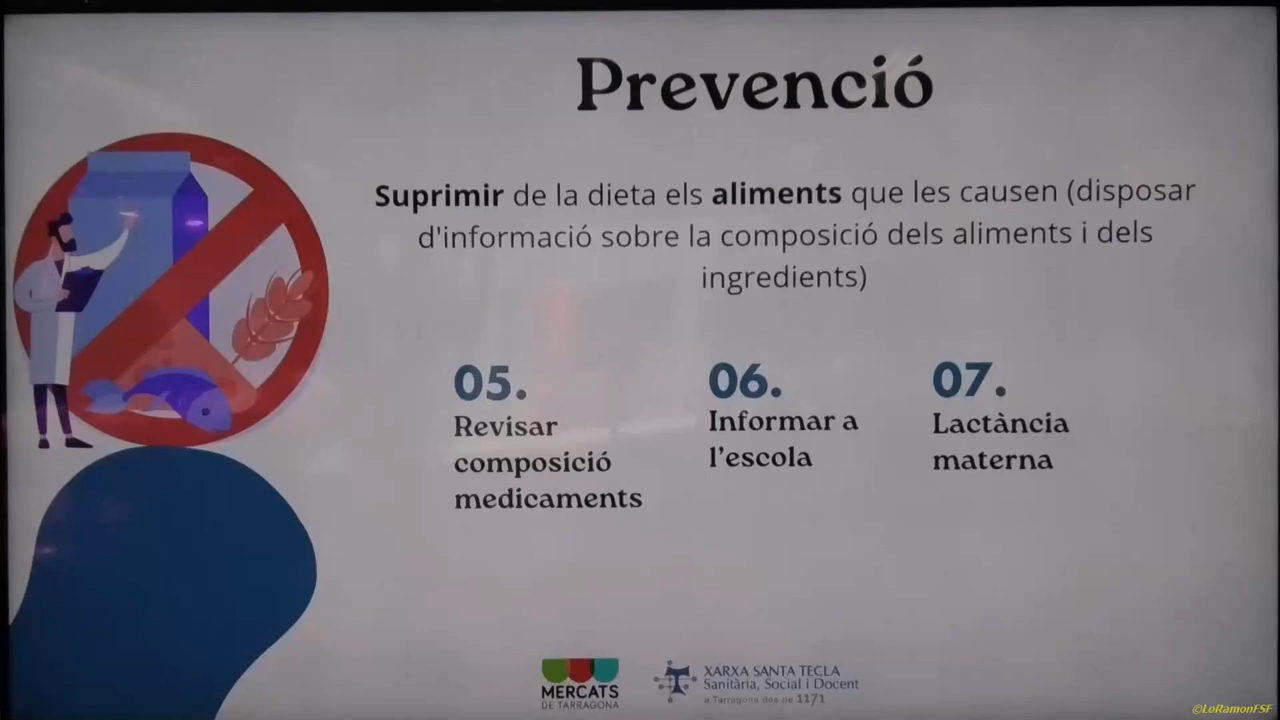 Prevenció
Suprimir de la dieta els aliments que les causen (disposar
d'informació sobre la composició dels aliments i dels
ingredients)
05.
Revisar
composició
medicaments
06.
Informar a
l'escola
07.
Lactància
materna
MERCATS
DE TARRAGONA
XARXA SANTA TECLA
Sanitària, Social i Docent
a Tarragona des de 1171
©LoRamonFSF